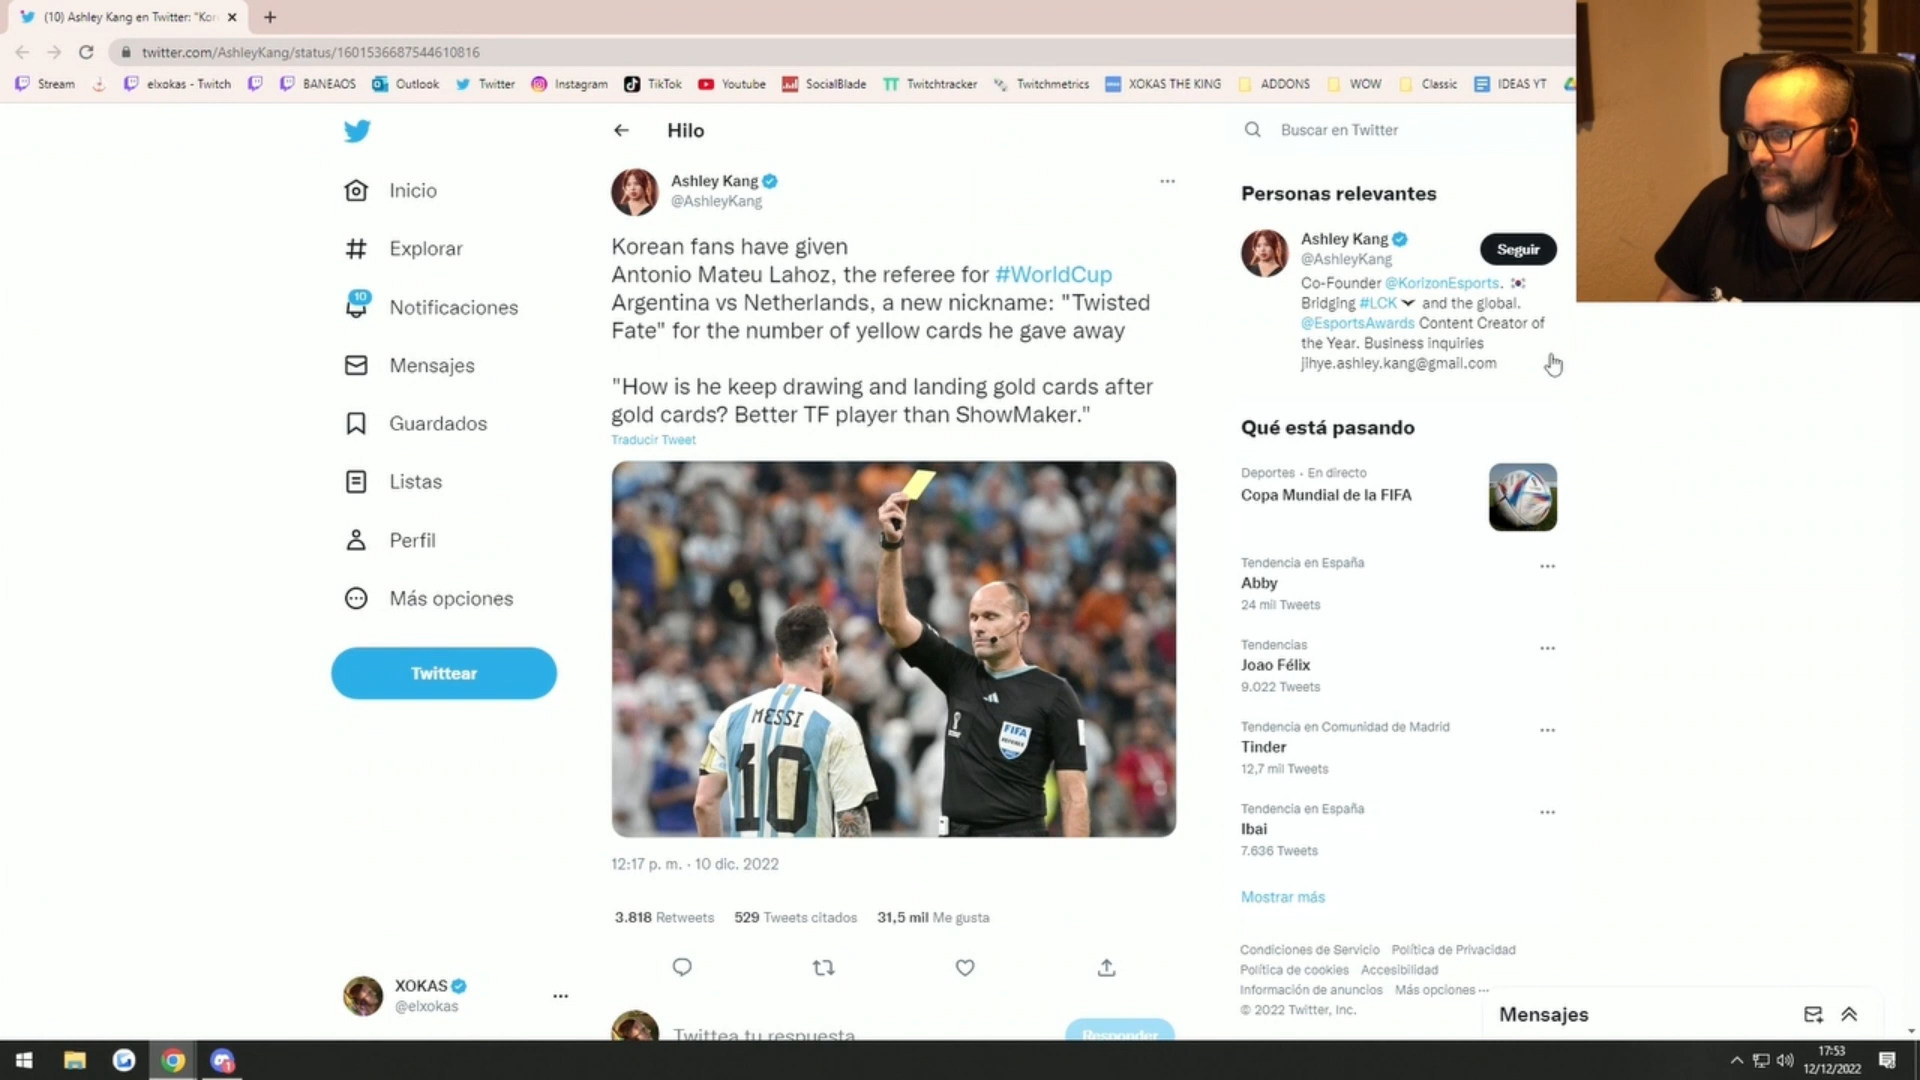 (10) Ashley Kang en Twitter: "Kor
twitter.com/AshleyKang/status/1601536687544610816
Stream
elxokas - Twitch
BANEAOS
Outlook
Twitter
Instagram
TikTok
Youtube
SocialBlade
Twitchtracker
Twitchmetrics
XOKAS THE KING
ADDONS
WOW
Classic
IDEAS YT
Inicio
Explorar
10
Notificaciones
Mensajes
Guardados
Listas
Perfil
Más opciones
Twittear
XOKAS
@elxokas
Hilo
Ashley Kang
@AshleyKang
Korean fans have given
Antonio Mateu Lahoz, the referee for #WorldCup
Argentina vs Netherlands, a new nickname: "Twisted
Fate" for the number of yellow cards he gave away
"How is he keep drawing and landing gold cards after
gold cards? Better TF player than ShowMaker."
Traducir Tweet
MESSI
10
FIFA
REFEREE
12:17 p. m. · 10 dic. 2022
3.818 Retweets 529 Tweets citados 31,5 mil Me gusta
Twittea tu respuesta
Responder
Buscar en Twitter
Personas relevantes
Ashley Kang
@AshleyKang
Seguir
Co-Founder @KorizonEsports.
Bridging #LCK and the global.
@EsportsAwards Content Creator of
the Year. Business inquiries
jihye.ashley.kang@gmail.com
Qué está pasando
Deportes · En directo
Copa Mundial de la FIFA
Tendencia en España
Abby
24 mil Tweets
Tendencias
Joao Félix
9.022 Tweets
Tendencia en Comunidad de Madrid
Tinder
12,7 mil Tweets
Tendencia en España
Ibai
7.636 Tweets
Mostrar más
Condiciones de Servicio Política de Privacidad
Política de cookies Accesibilidad
Información de anuncios Más opciones ···
© 2022 Twitter, Inc.
Mensajes
17:53
12/12/2022